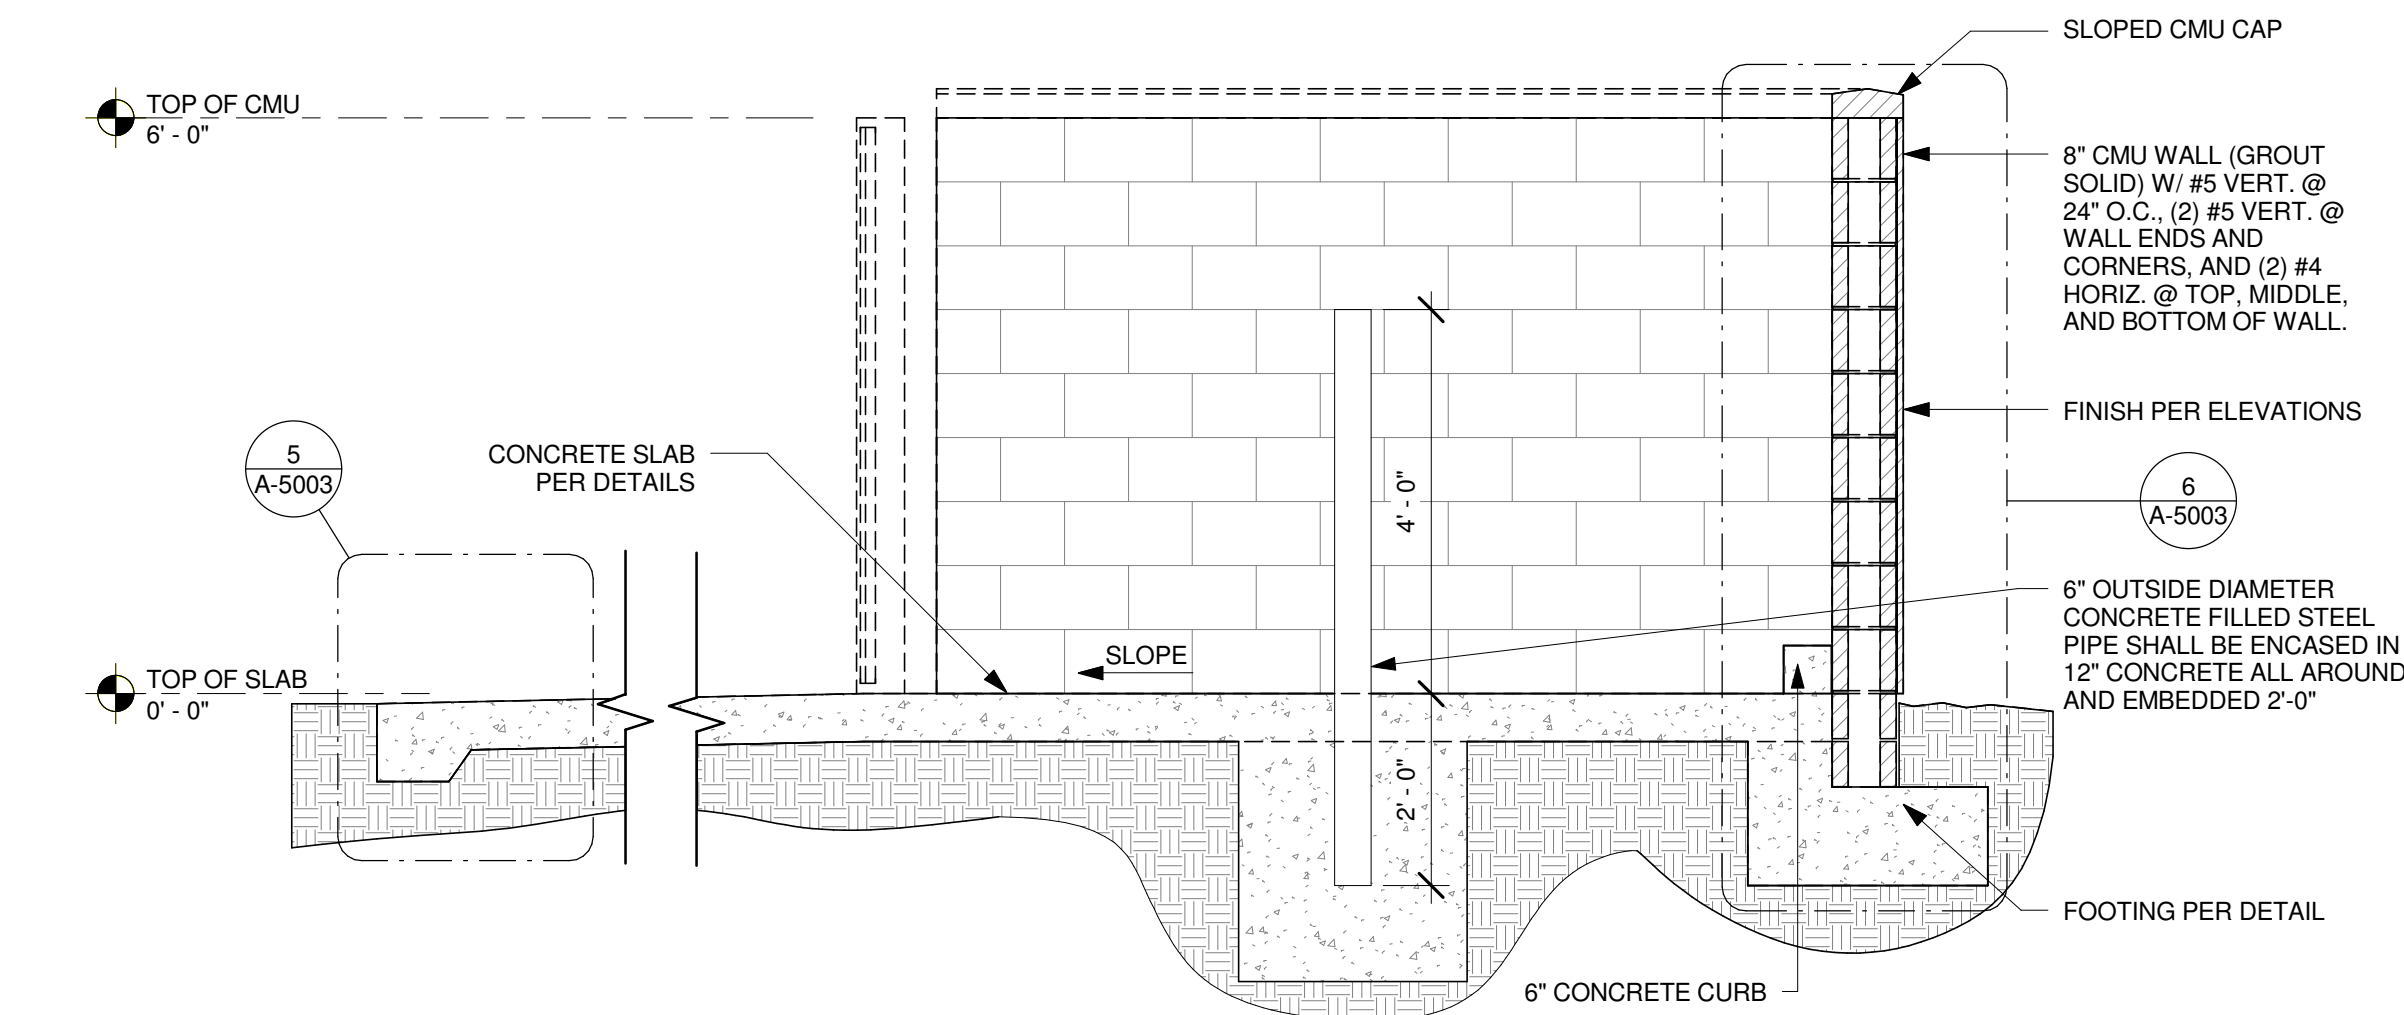 SLOPED CMU CAP
TOP OF CMU
6' - 0"
8" CMU WALL (GROUT
SOLID) W/ #5 VERT. @
24" O.C., (2) #5 VERT. @
WALL ENDS AND
CORNERS, AND (2) #4
HORIZ. @ TOP, MIDDLE,
AND BOTTOM OF WALL.
FINISH PER ELEVATIONS
5
A-5003
CONCRETE SLAB
PER DETAILS
4' - 0"
6
A-5003
6" OUTSIDE DIAMETER
CONCRETE FILLED STEEL
PIPE SHALL BE ENCASED IN
12" CONCRETE ALL AROUND
AND EMBEDDED 2'-0"
SLOPE
TOP OF SLAB
0' - 0"
2' - 0"
FOOTING PER DETAIL
6" CONCRETE CURB